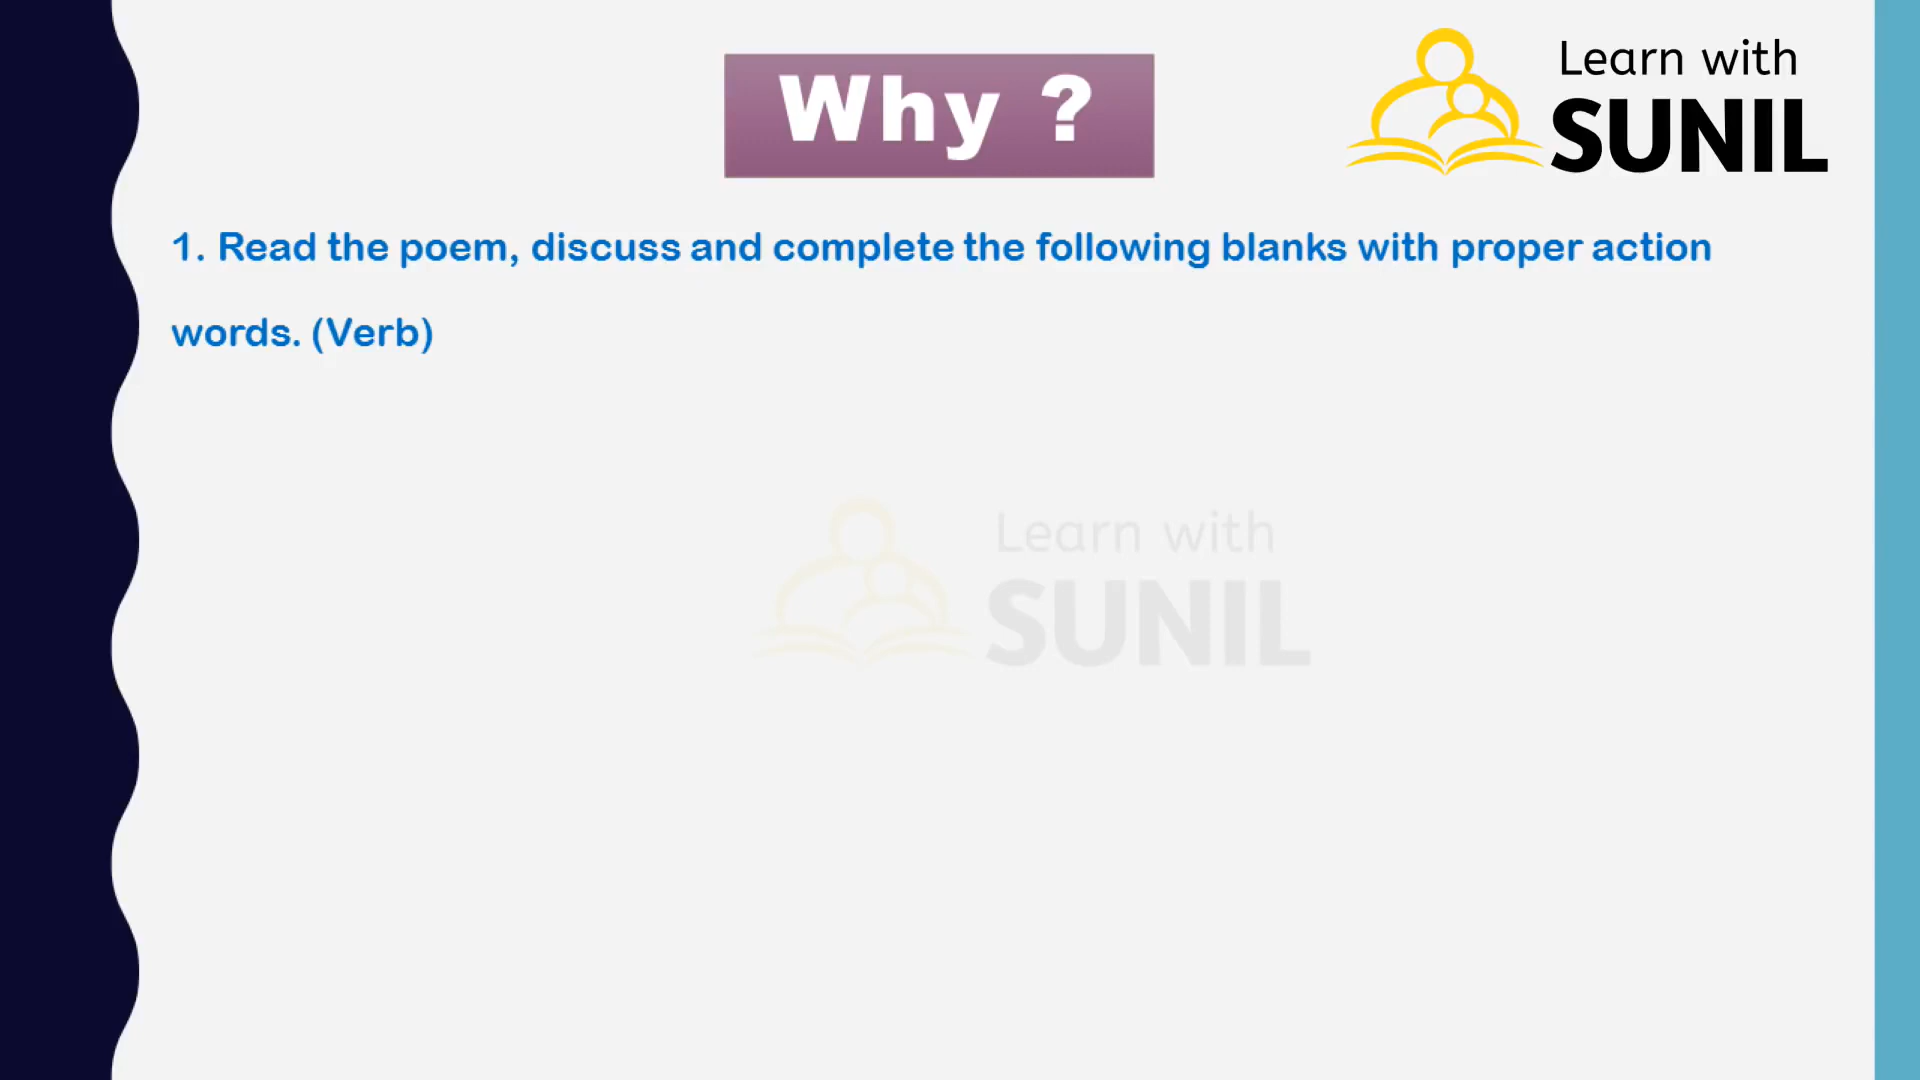 Why ?
Learn with
SUNIL
1. Read the poem, discuss and complete the following blanks with proper action
words. (Verb)
Learn with
SUNIL